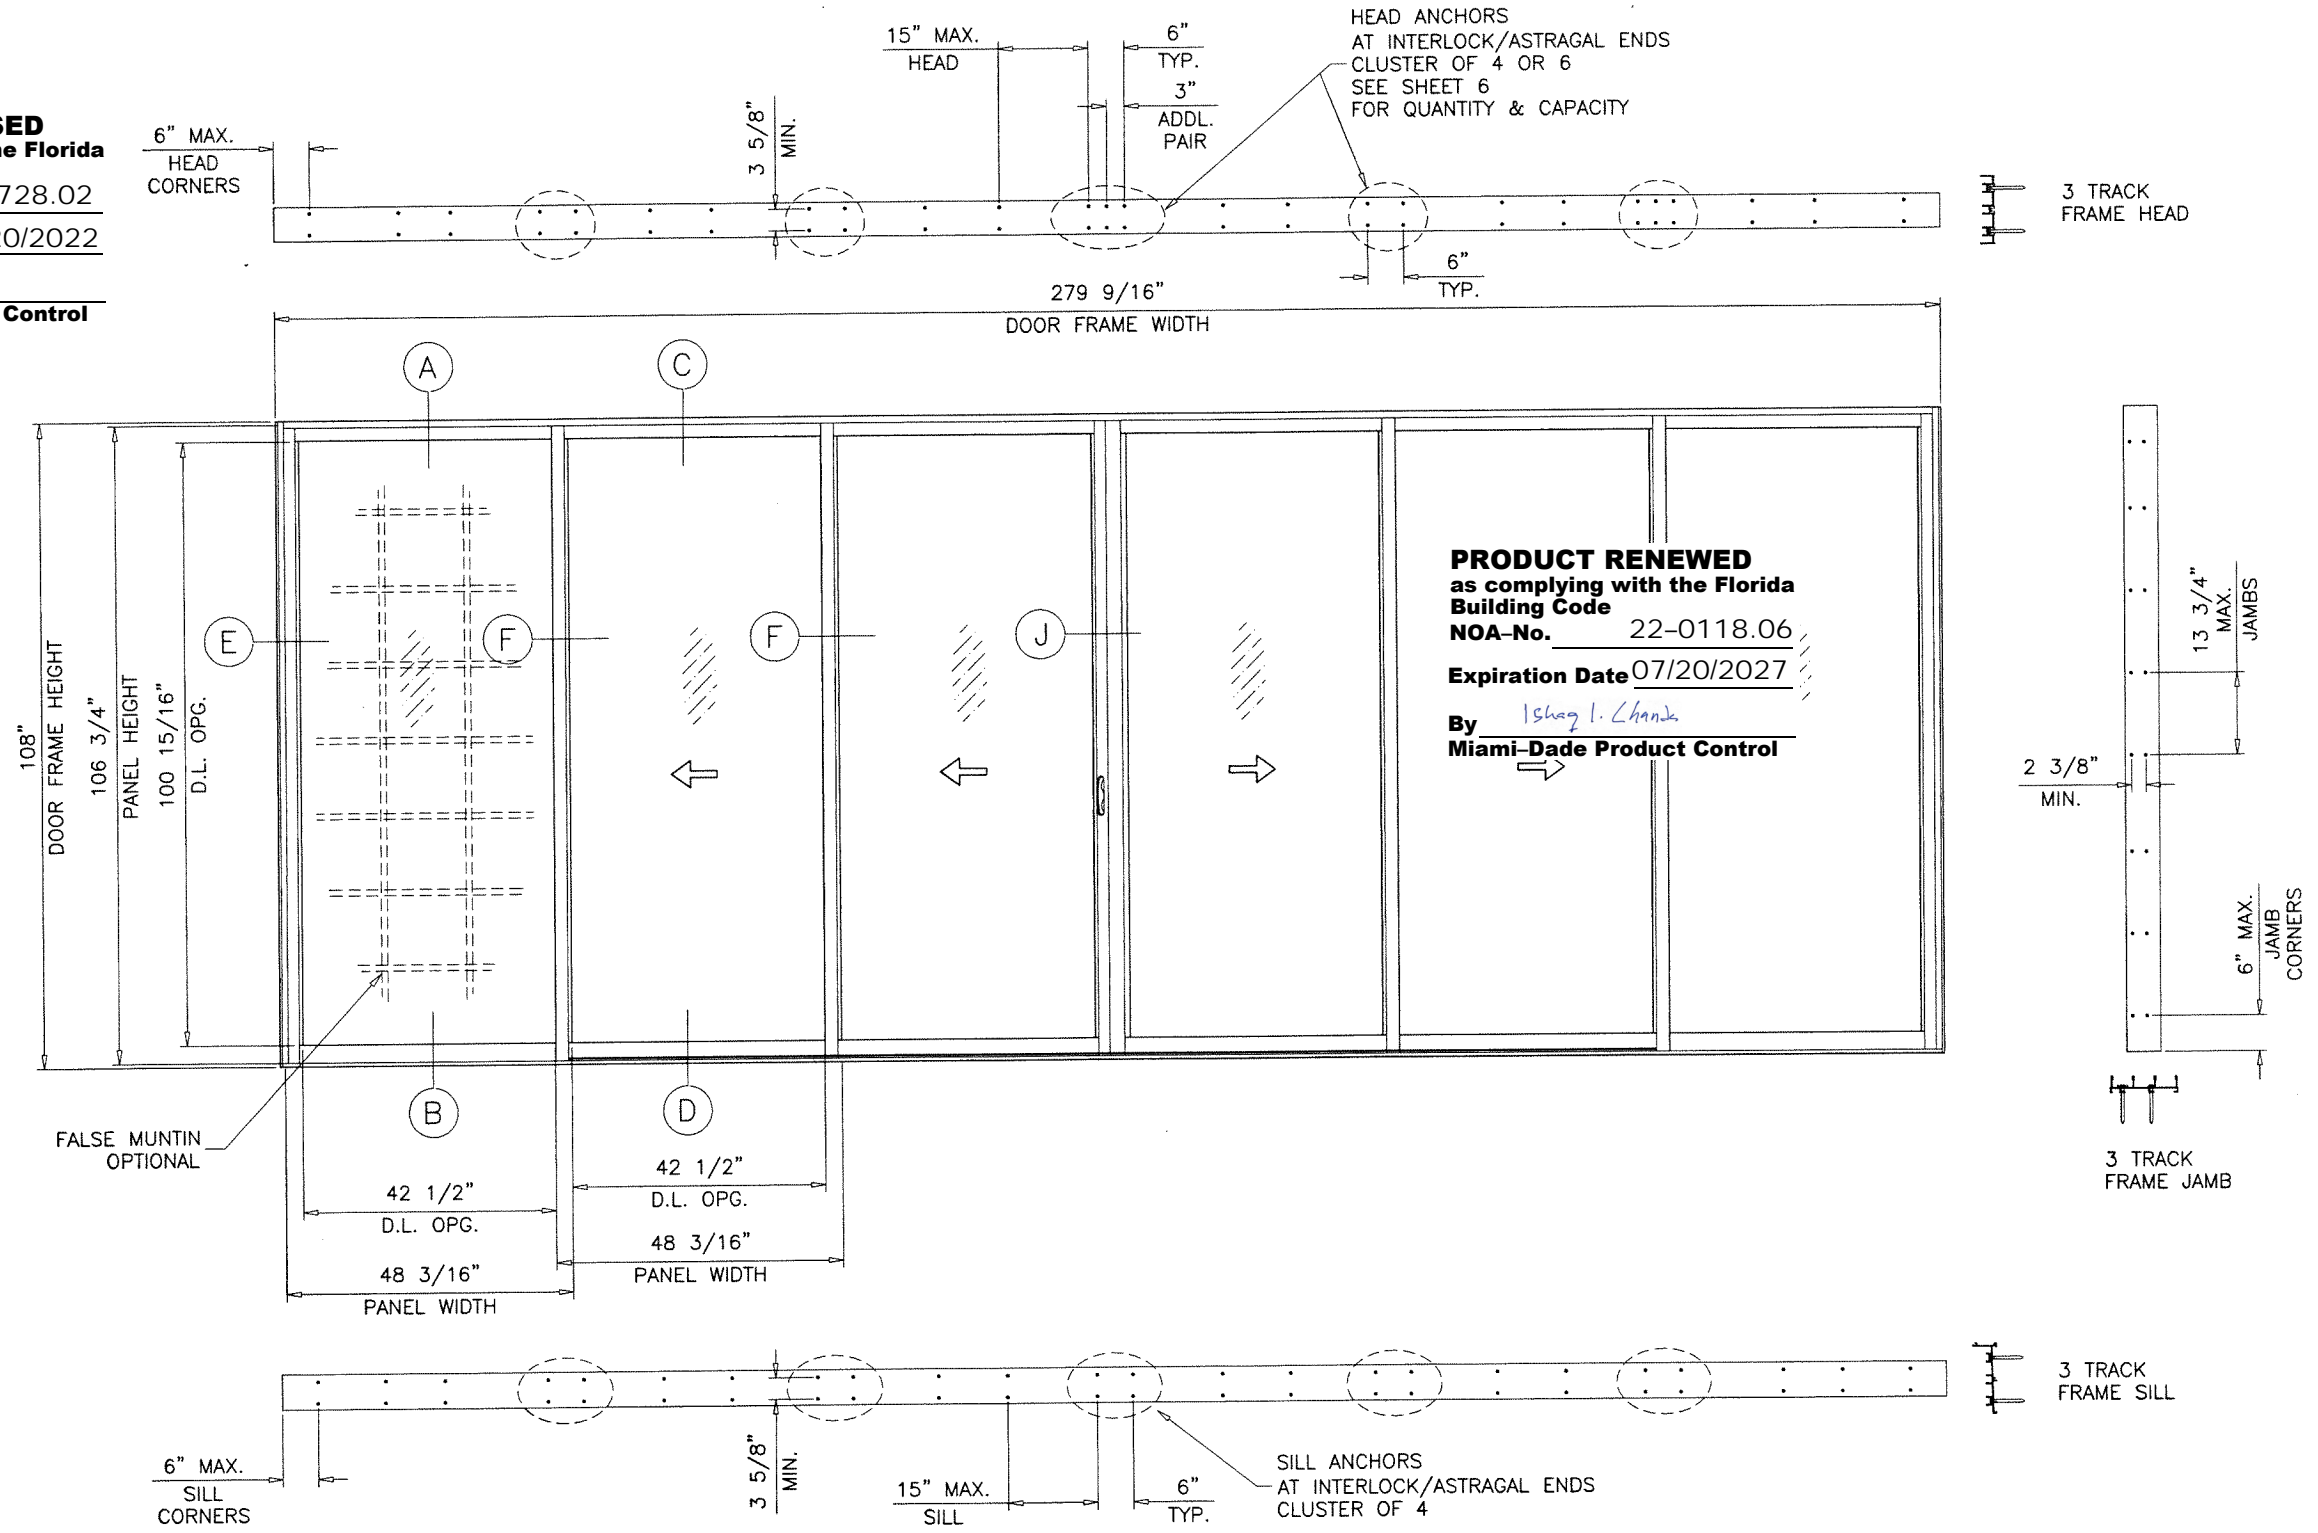 15" MAX.
HEAD
6"
TYP.
3"
ADDL.
PAIR
HEAD ANCHORS
AT INTERLOCK/ASTRAGAL ENDS
CLUSTER OF 4 OR 6
SEE SHEET 6
FOR QUANTITY & CAPACITY
6" MAX.
HEAD
CORNERS
3 5/8"
MIN.
Florida
728.02
0/2022
Control
3 TRACK
FRAME HEAD
6"
TYP.
279 9/16"
DOOR FRAME WIDTH
A
C
E
F
F
J
108"
DOOR FRAME HEIGHT
106 3/4"
PANEL HEIGHT
100 15/16"
D.L. OPG.
PRODUCT RENEWED
as complying with the Florida
Building Code
NOA-No. 22-0118.06
Expiration Date 07/20/2027
By Ishaq I. Chanda
Miami-Dade Product Control
13 3/4"
MAX.
JAMBS
2 3/8"
MIN.
6" MAX.
JAMB
CORNERS
3 TRACK
FRAME JAMB
B
D
FALSE MUNTIN
OPTIONAL
42 1/2"
D.L. OPG.
42 1/2"
D.L. OPG.
48 3/16"
PANEL WIDTH
48 3/16"
PANEL WIDTH
3 TRACK
FRAME SILL
6" MAX.
SILL
CORNERS
3 5/8"
MIN.
15" MAX.
SILL
6"
TYP.
SILL ANCHORS
AT INTERLOCK/ASTRAGAL ENDS
CLUSTER OF 4